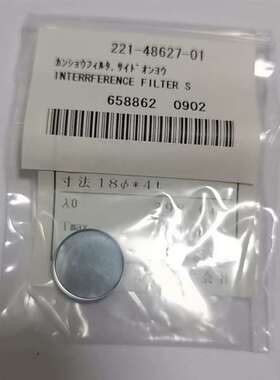 221-48627-01
カンショウフィルタ,サイド゛オンヨウ
INTERRFERENCE FILTER S
658862 0902
寸法 18φ*4t
λ0
Tmax